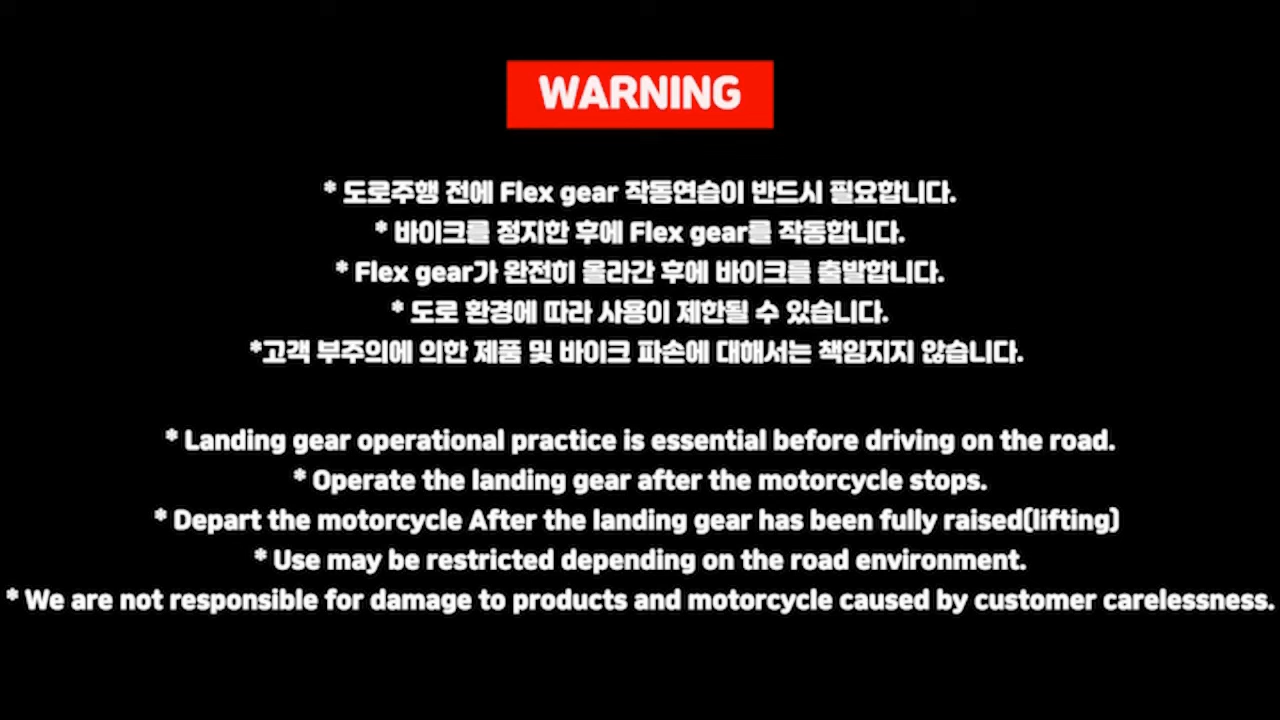 WARNING
* 도로주행 전에 Flex gear 작동연습이 반드시 필요합니다.
* 바이크를 정지한 후에 Flex gear를 작동합니다.
* Flex gear가 완전히 올라간 후에 바이크를 출발합니다.
* 도로 환경에 따라 사용이 제한될 수 있습니다.
*고객 부주의에 의한 제품 및 바이크 파손에 대해서는 책임지지 않습니다.
* Landing gear operational practice is essential before driving on the road.
* Operate the landing gear after the motorcycle stops.
* Depart the motorcycle After the landing gear has been fully raised(lifting)
* Use may be restricted depending on the road environment.
* We are not responsible for damage to products and motorcycle caused by customer carelessness.